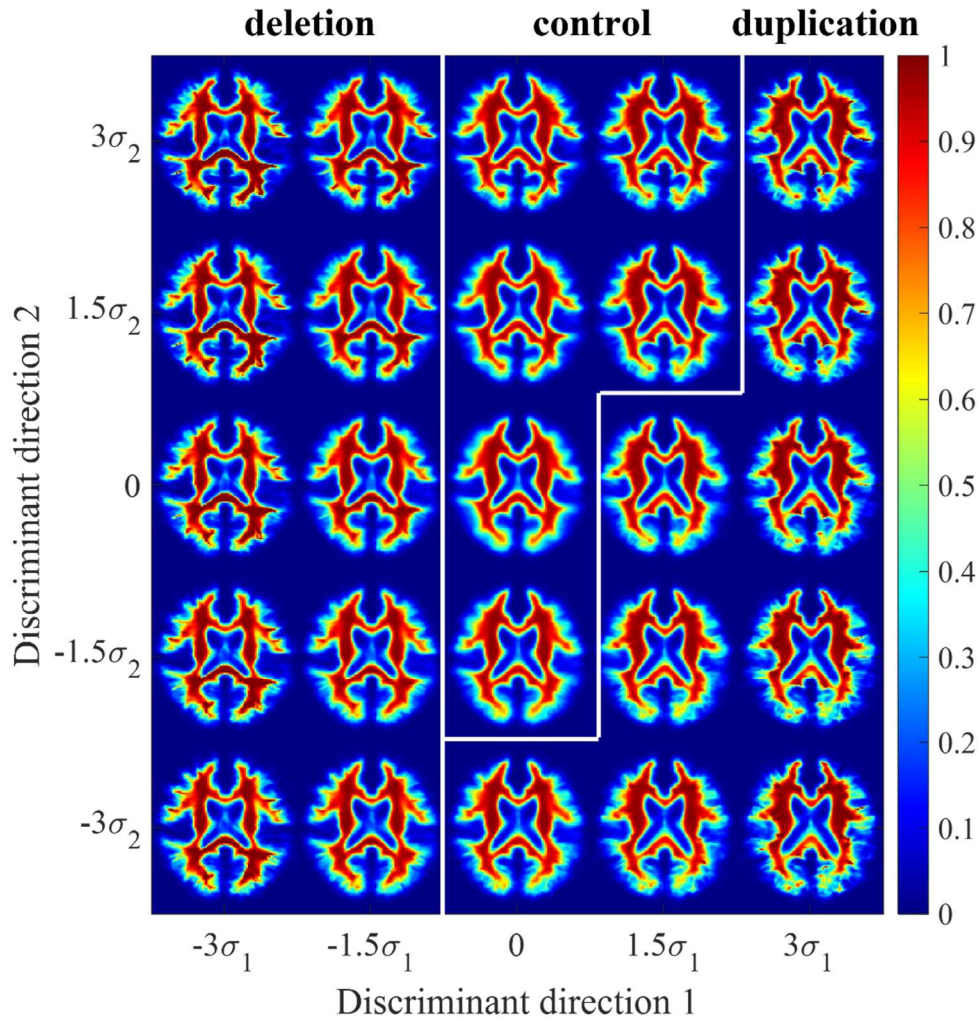 deletion control duplication
Discriminant direction 2
3σ2
1.5σ2
0
-1.5σ2
-3σ2
-3σ1 -1.5σ1 0 1.5σ1 3σ1
Discriminant direction 1
1
0.9
0.8
0.7
0.6
0.5
0.4
0.3
0.2
0.1
0